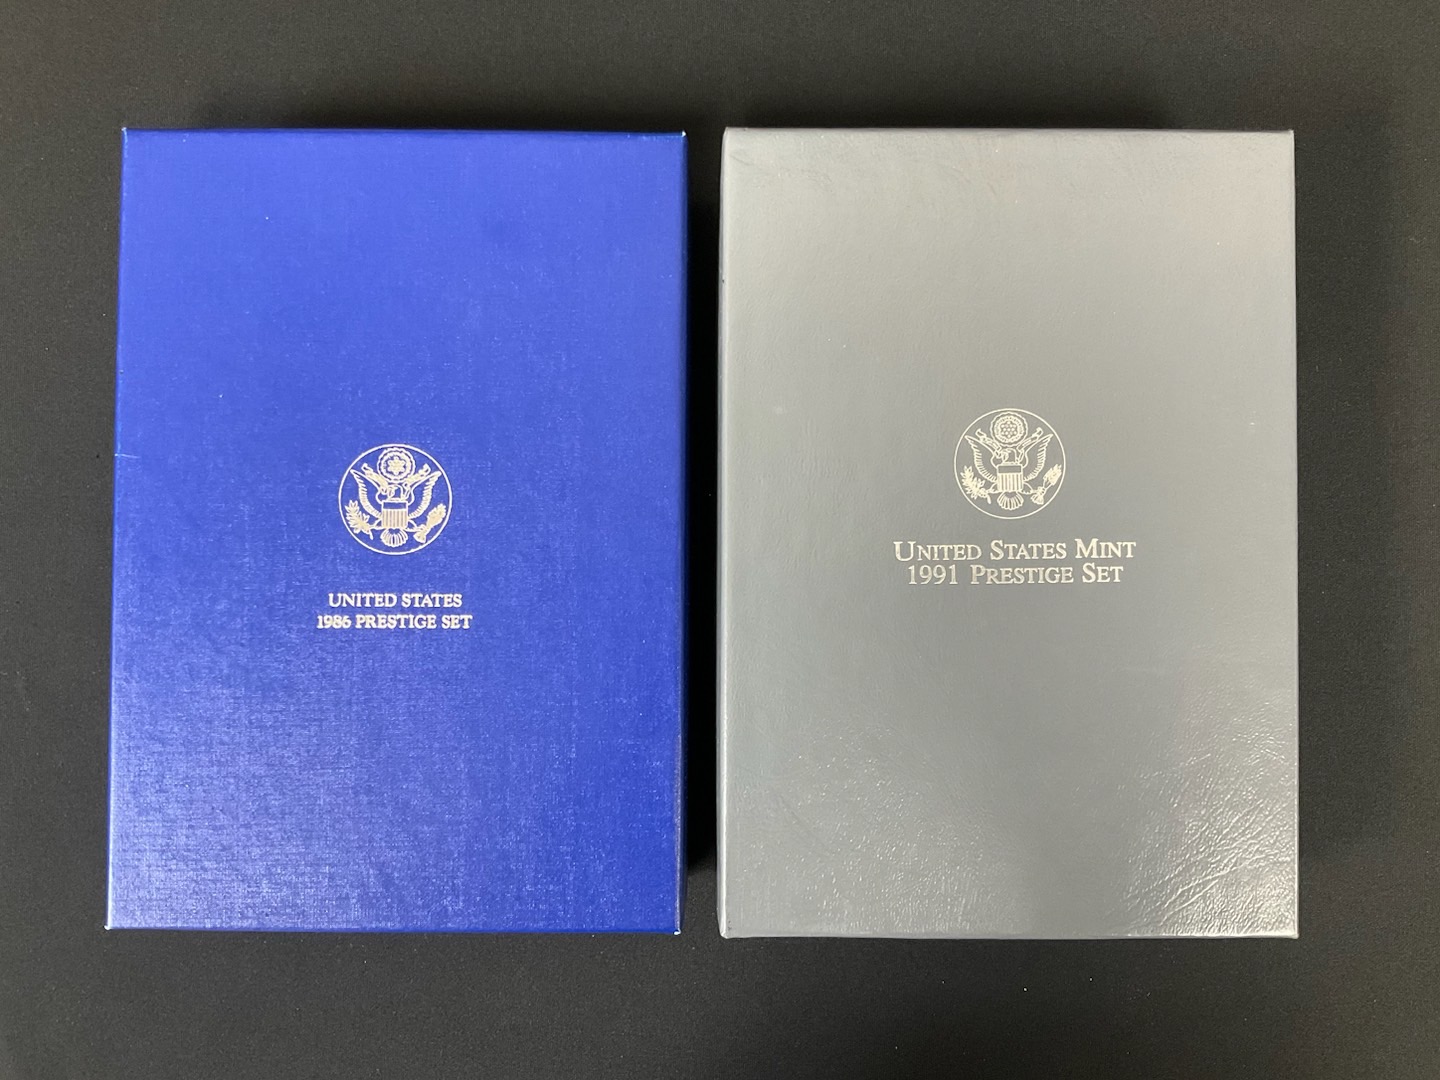 UNITED STATES
1986 PRESTIGE SET
UNITED STATES MINT
1991 PRESTIGE SET